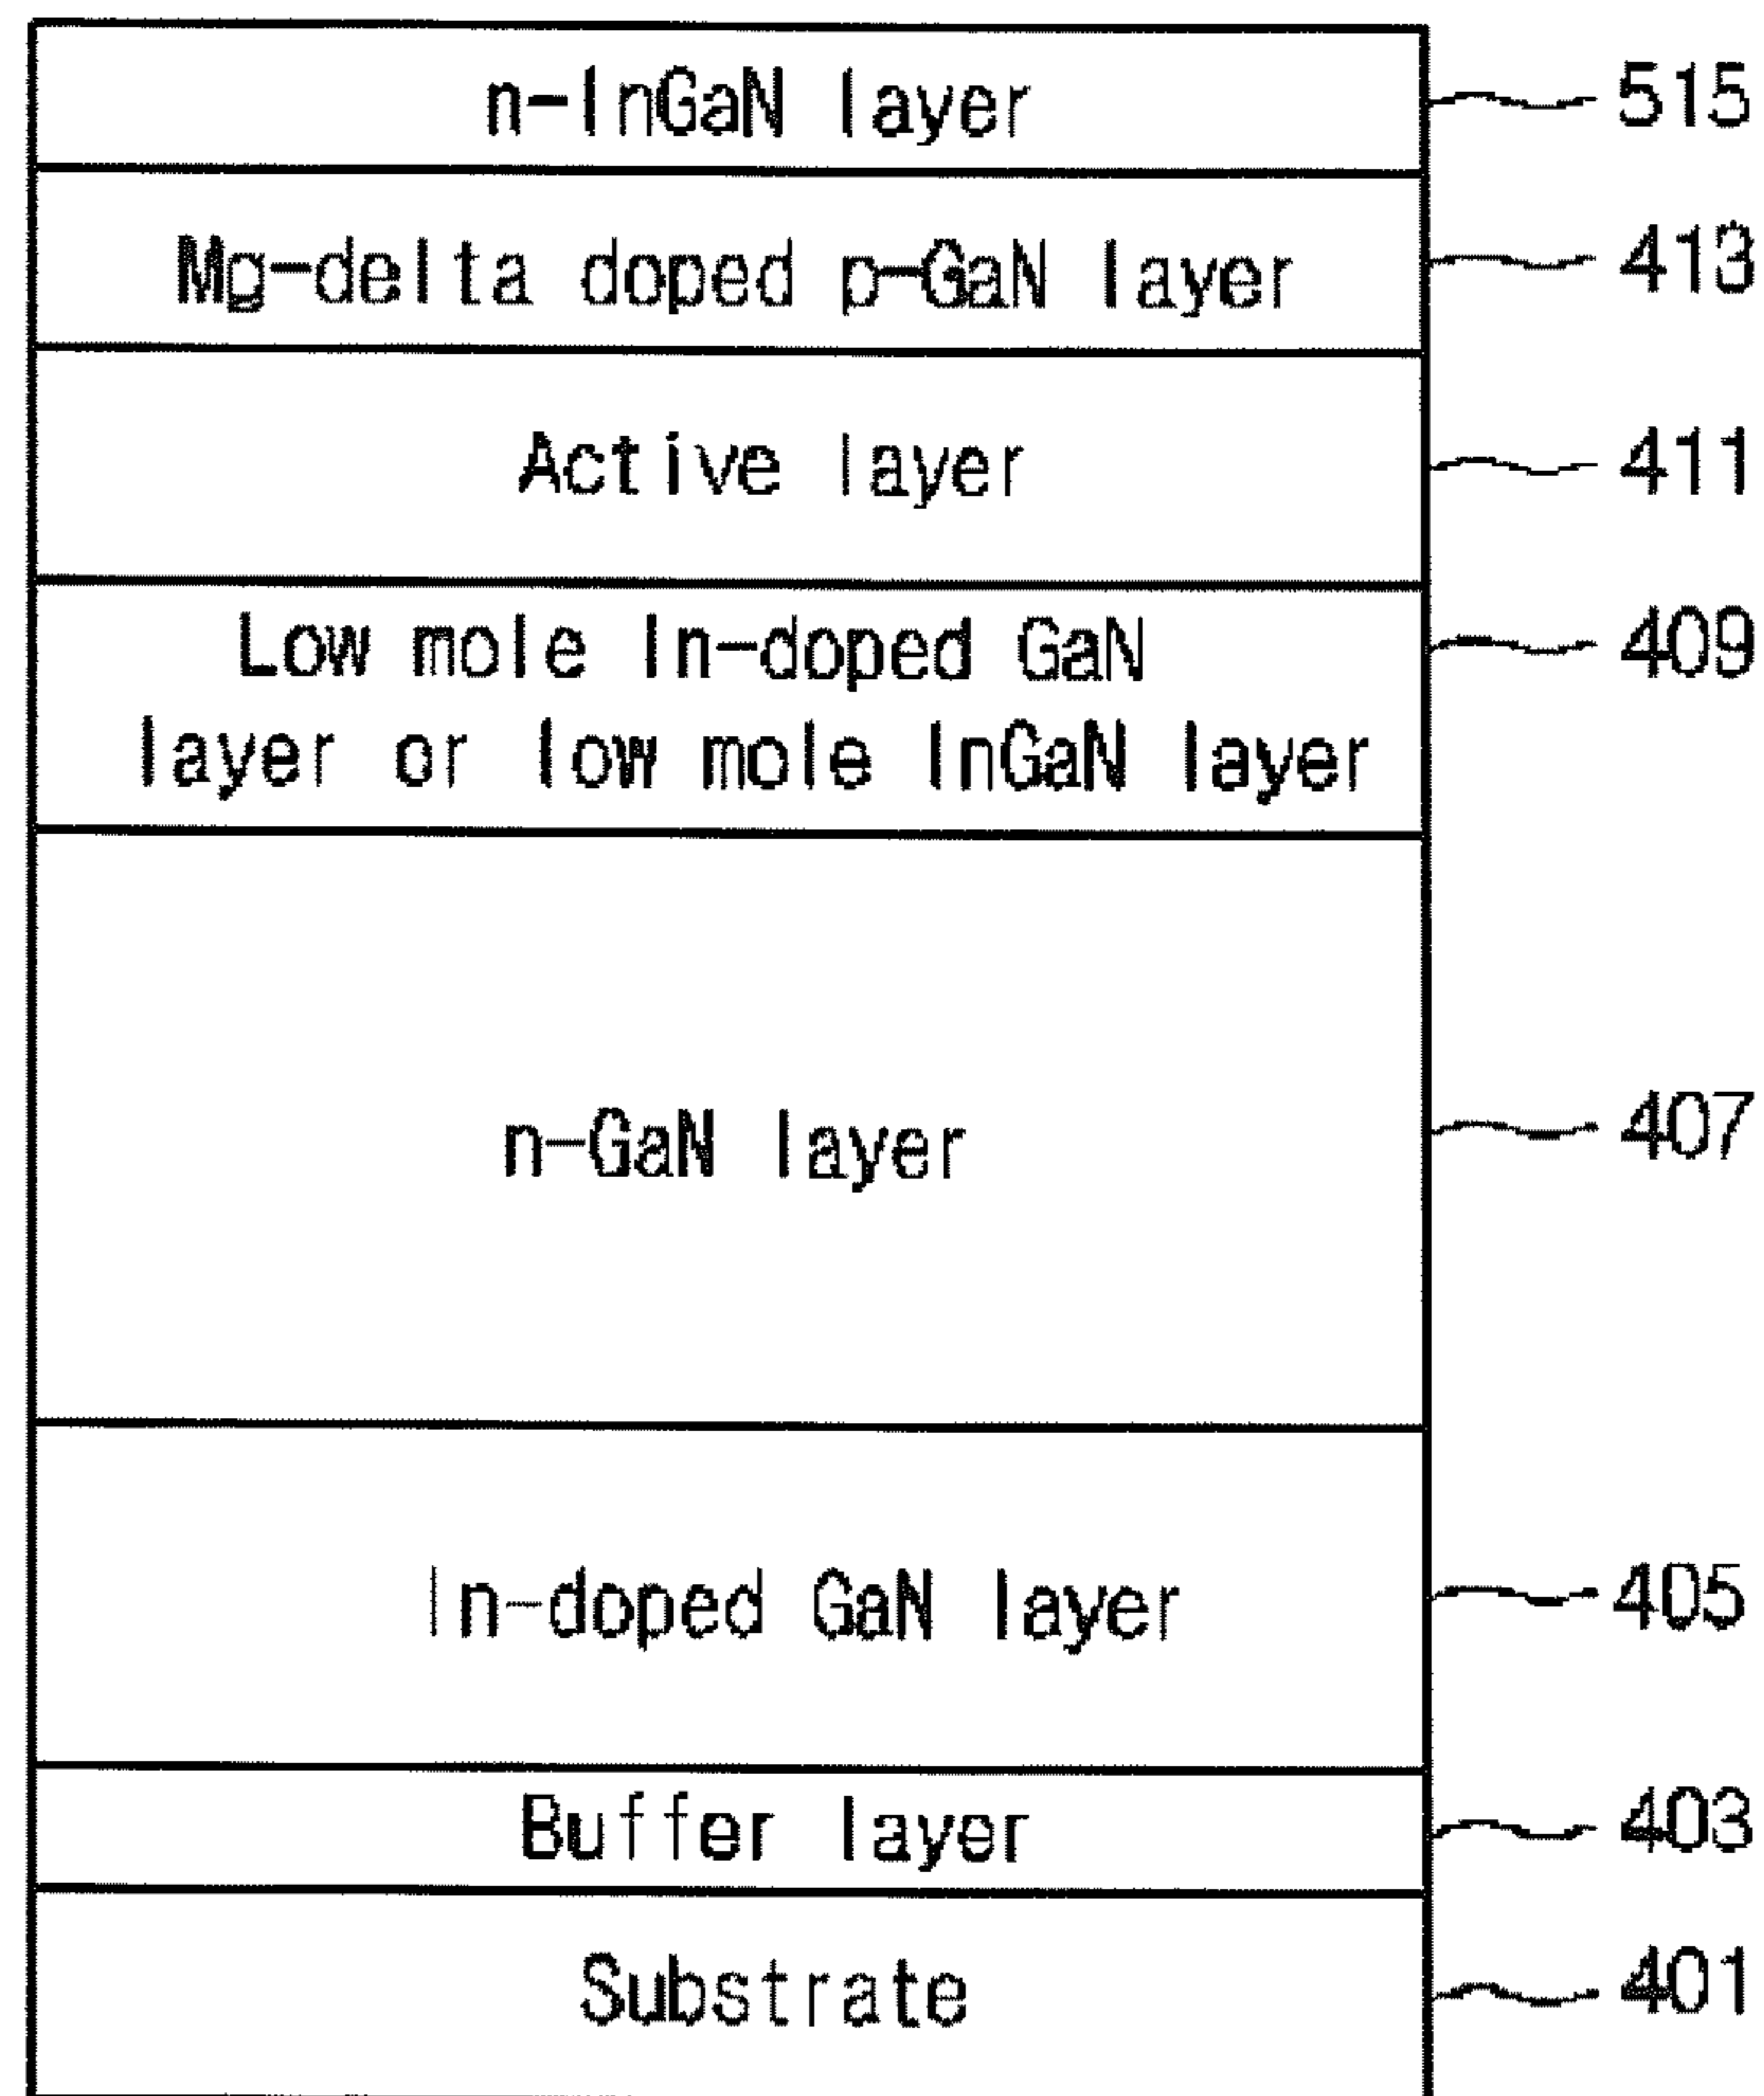 n-InGaN layer 515
Mg-delta doped p-GaN layer 413
Active layer 411
Low mole In-doped GaN 409
layer or low mole InGaN layer
n-GaN layer 407
In-doped GaN layer 405
Buffer layer 403
Substrate 401